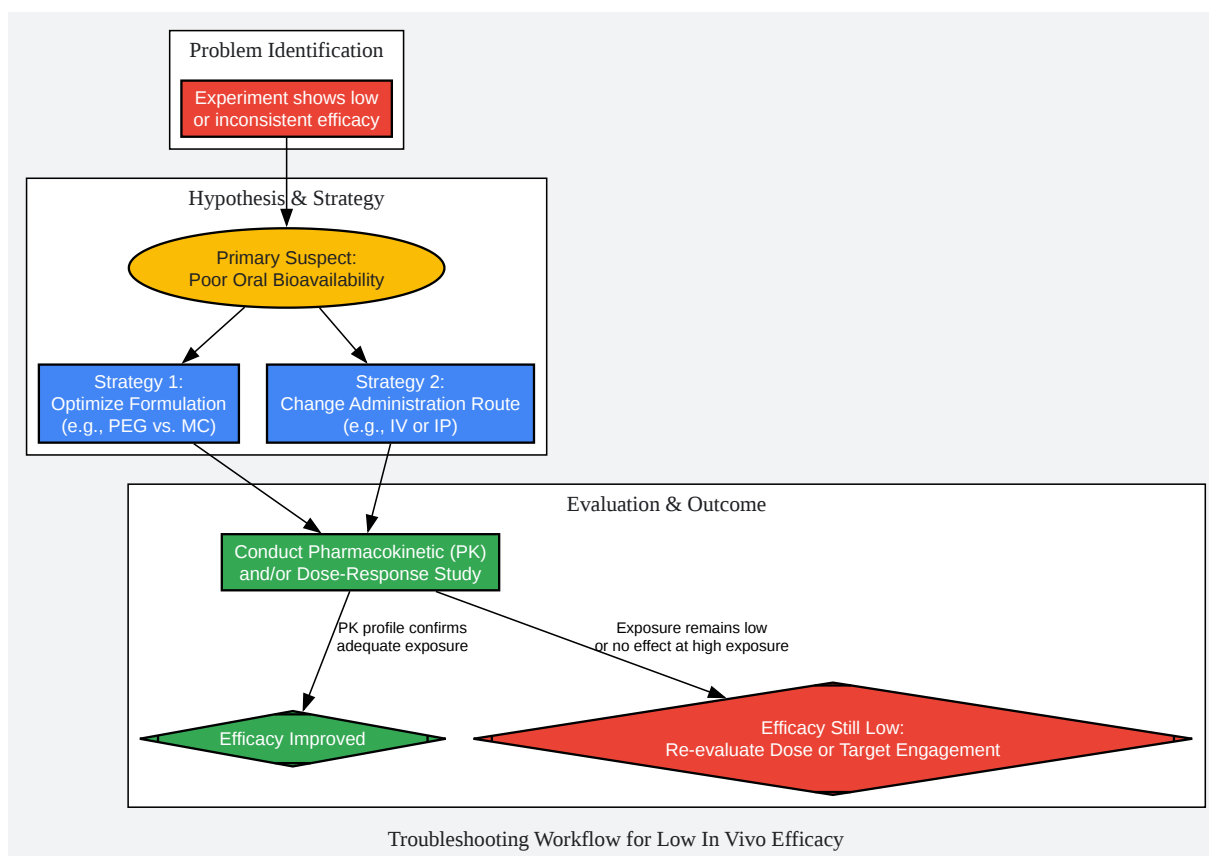 Problem Identification
Experiment shows low
or inconsistent efficacy
Hypothesis & Strategy
Primary Suspect:
Poor Oral Bioavailability
Strategy 1:
Optimize Formulation
(e.g., PEG vs. MC)
Strategy 2:
Change Administration Route
(e.g., IV or IP)
Evaluation & Outcome
Conduct Pharmacokinetic (PK)
and/or Dose-Response Study
PK profile confirms
adequate exposure
Exposure remains low
or no effect at high exposure
Efficacy Improved
Efficacy Still Low:
Re-evaluate Dose or Target Engagement
Troubleshooting Workflow for Low In Vivo Efficacy